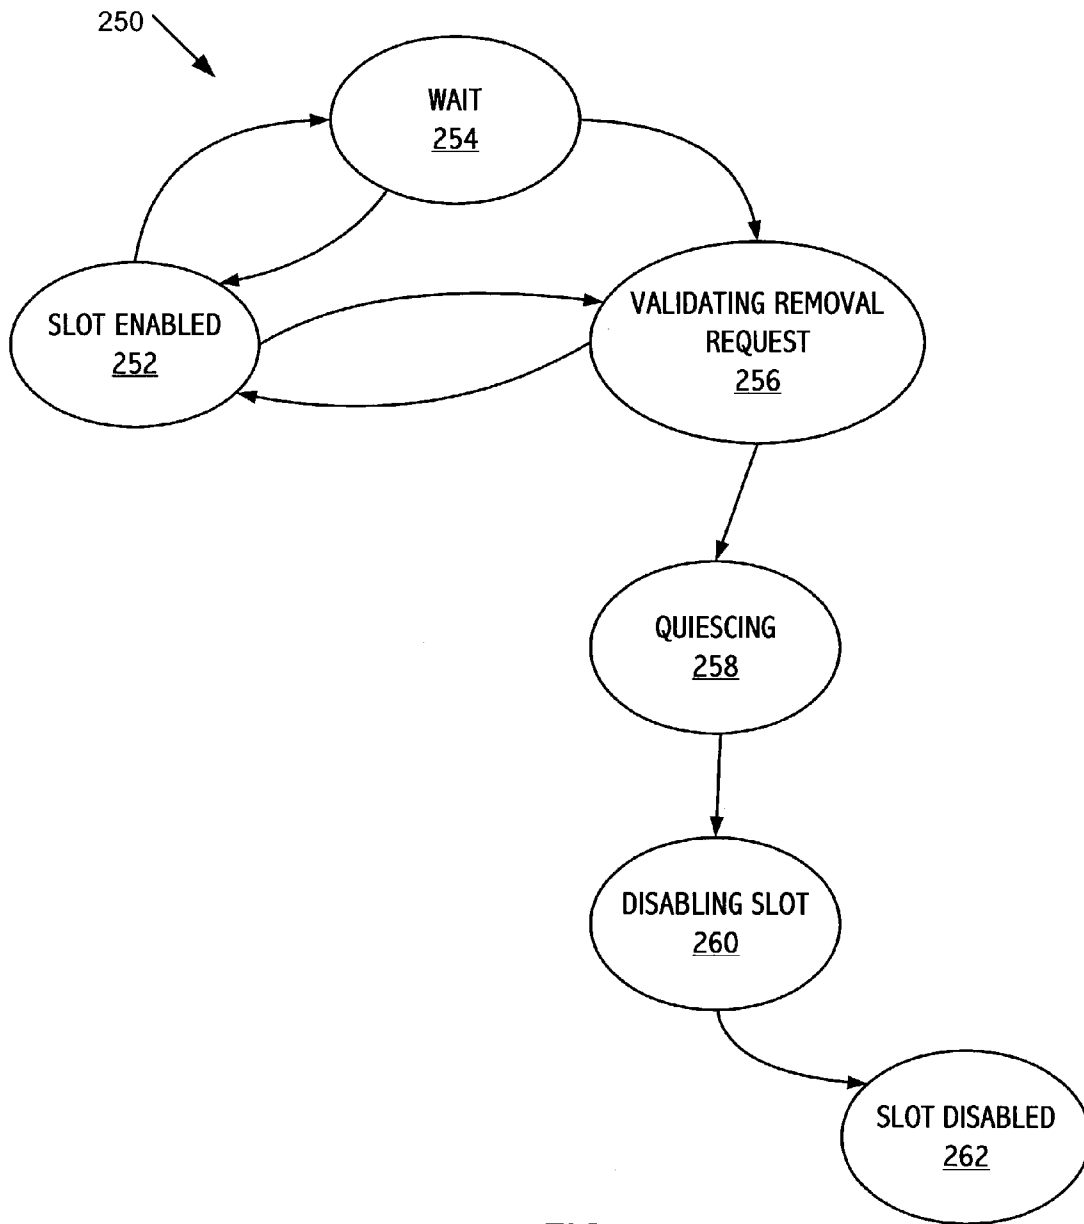 250
WAIT
254
SLOT ENABLED
252
VALIDATING REMOVAL
REQUEST
256
QUIESCING
258
DISABLING SLOT
260
SLOT DISABLED
262